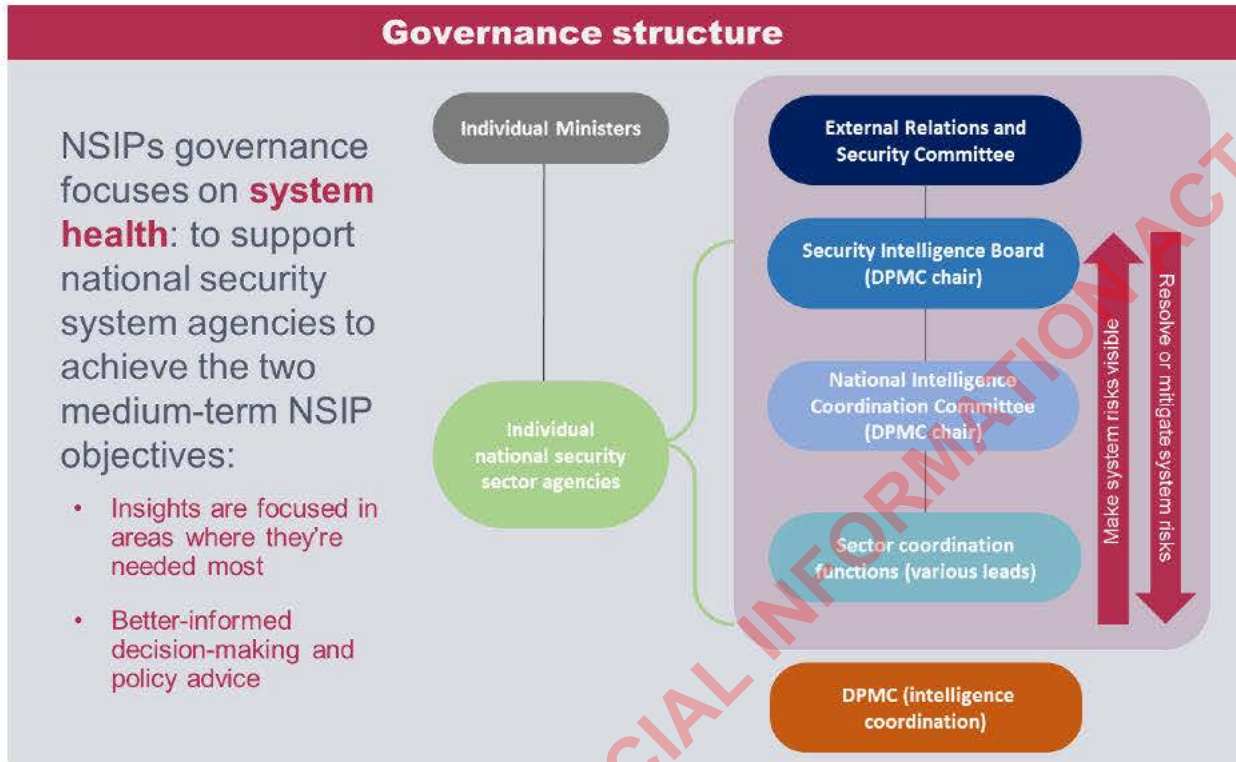 Governance structure
NSIPs governance
focuses on system
health: to support
national security
system agencies to
achieve the two
medium-term NSIP
objectives:
• Insights are focused in
areas where they're
needed most
• Better-informed
decision-making and
policy advice
Individual Ministers
Individual
national security
sector agencies
External Relations and
Security Committee
Security Intelligence Board
(DPMC chair)
National Intelligence
Coordination Committee
(DPMC chair)
Sector coordination
functions (various leads)
DPMC (intelligence
coordination)
Make system risks visible
Resolve or mitigate system risks
INFORMATION ACT